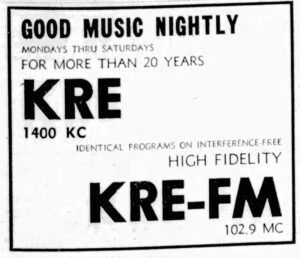 GOOD MUSIC NIGHTLY
MONDAYS THRU SATURDAYS
FOR MORE THAN 20 YEARS
KRE
1400 KC
IDENTICAL PROGRAMS ON INTERFERENCE-FREE
HIGH FIDELITY
KRE-FM
102.9 MC